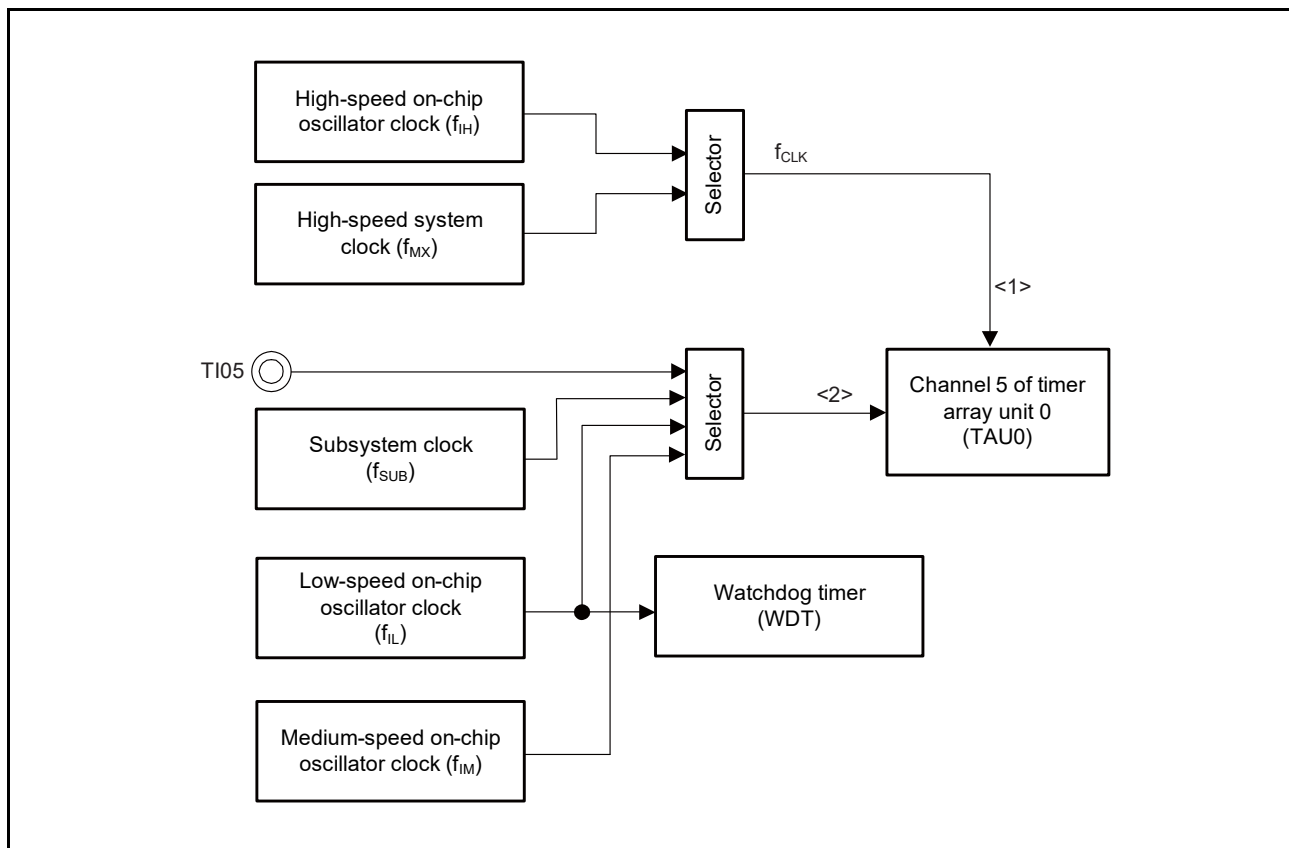 High-speed on-chip
oscillator clock (fIH)
Selector
fCLK
High-speed system
clock (fMX)
<1>
TI05
Selector
<2>
Channel 5 of timer
array unit 0
(TAU0)
Subsystem clock
(fSUB)
Low-speed on-chip
oscillator clock
(fIL)
Watchdog timer
(WDT)
Medium-speed on-chip
oscillator clock (fIM)